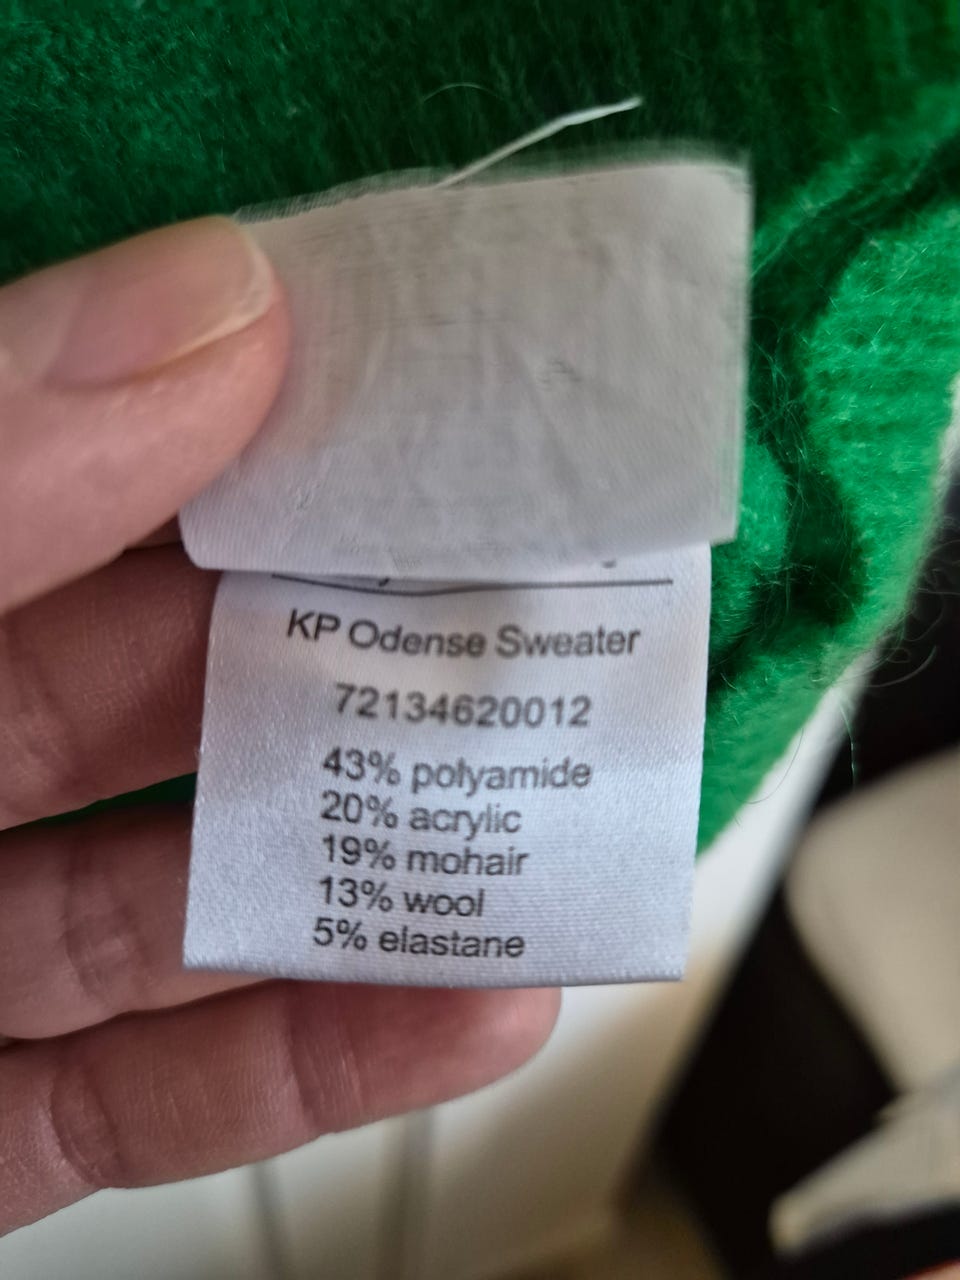 KP Odense Sweater
72134620012
43% polyamide
20% acrylic
19% mohair
13% wool
5% elastane